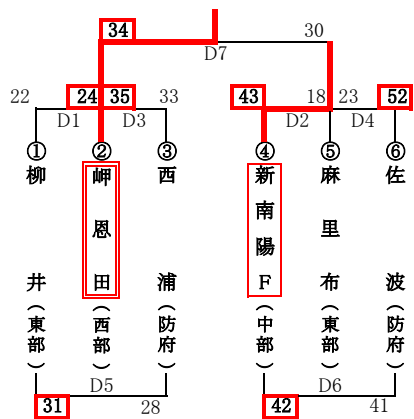 34 30
D7
22 24 35 33 43 18 23 52
D1 D3 D2 D4
① ② ③ ④ ⑤ ⑥
柳井（東部）
岬恩田（西部）
西浦（防府）
新南陽F（中部）
麻里布（東部）
佐波（防府）
D5 D6
31 28 42 41